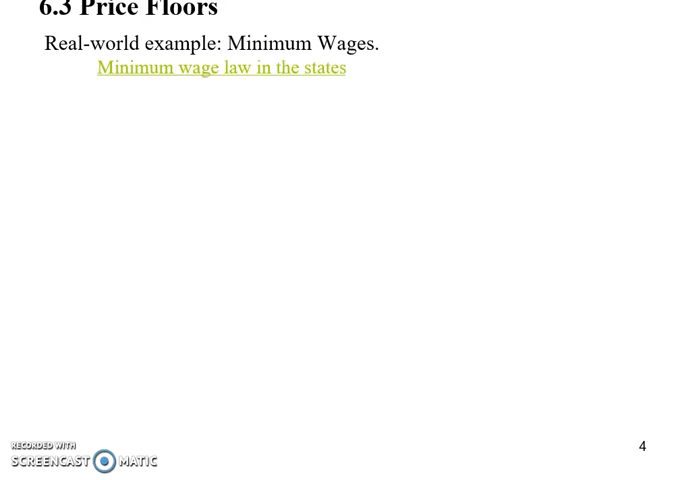 6.3 Price Floors
Real-world example: Minimum Wages.
Minimum wage law in the states
4
RECORDED WITH
SCREENCAST MATIC